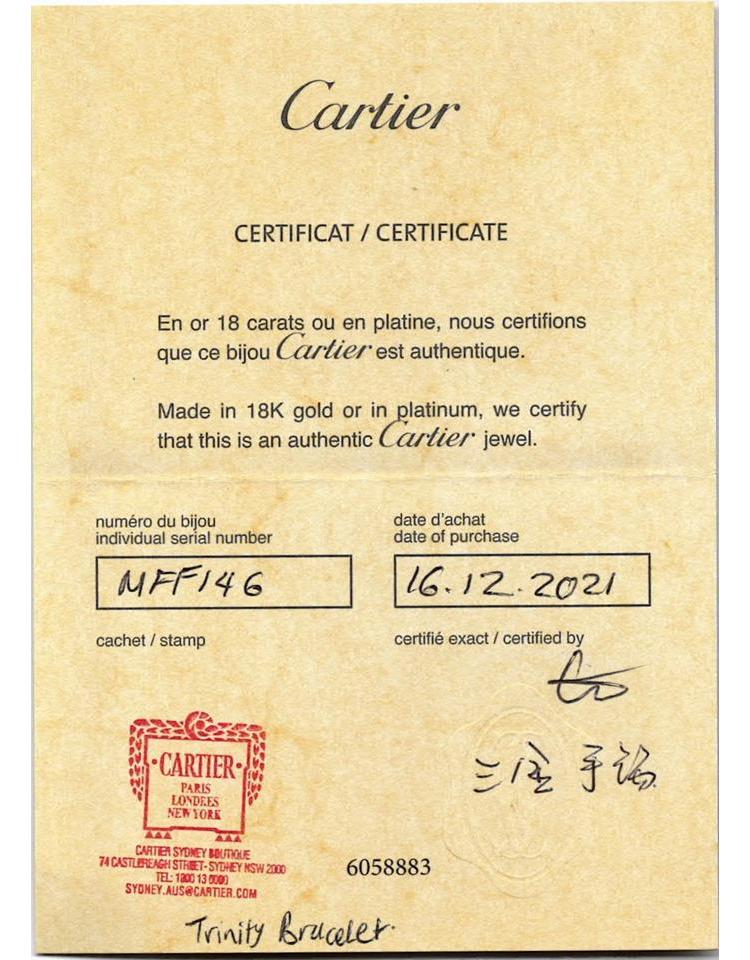 Cartier
CERTIFICAT / CERTIFICATE
En or 18 carats ou en platine, nous certifions
que ce bijou Cartier est authentique.
Made in 18K gold or in platinum, we certify
that this is an authentic Cartier jewel.
numéro du bijou
individual serial number
MFF146
date d'achat
date of purchase
16.12.2021
cachet / stamp
certifié exact / certified by
三金 手
CARTIER
PARIS
LONDRES
NEW YORK
CARTIER SYDNEY BOUTIQUE
74 CASTLEREAGH STREET - SYDNEY NSW 2000
TEL: 1800 13 0000
SYDNEY.AUS@CARTIER.COM
6058883
Trinity Bracelet.